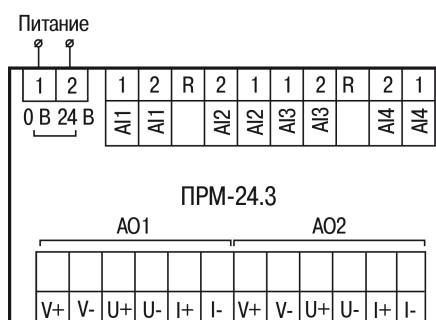 Питание
1 2 1 2 R 2 1 1 2 R 2 1
0 В 24 В AI1 AI1 AI2 AI2 AI3 AI3 AI4 AI4
ПРМ-24.3
AO1 AO2
V+ V- U+ U- I+ I- V+ V- U+ U- I+ I-